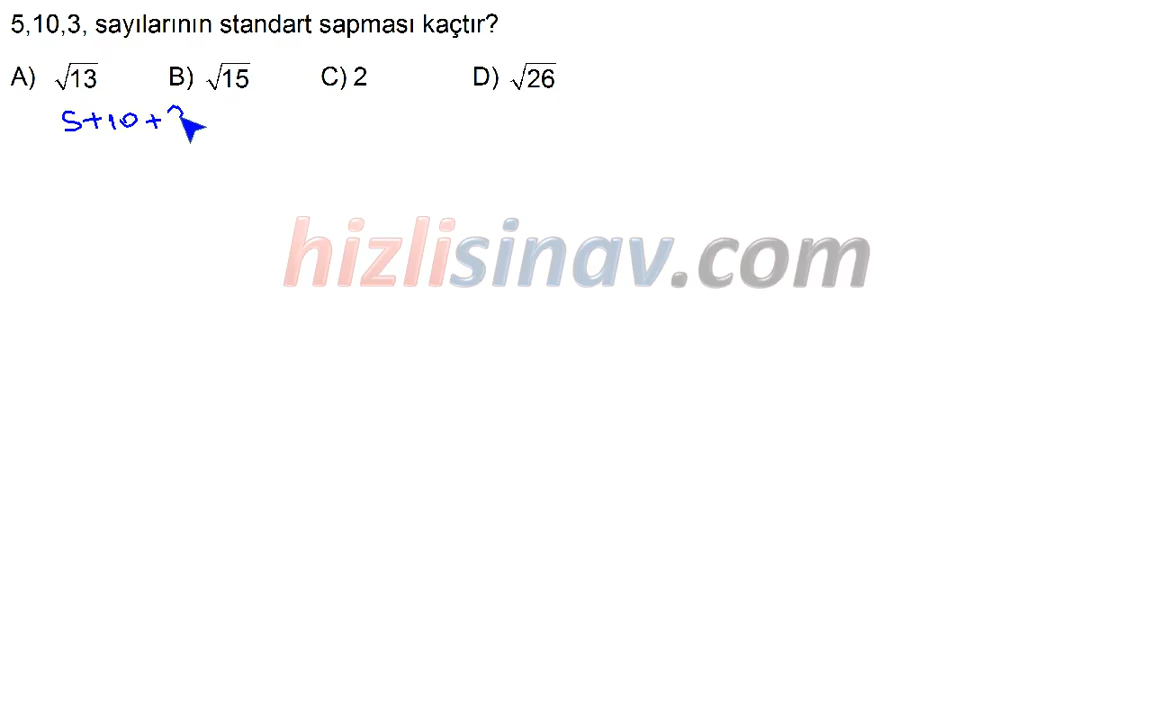 5,10,3, sayılarının standart sapması kaçtır?
A) √13 B) √15 C) 2 D) √26
5+10+
hizlisinav.com